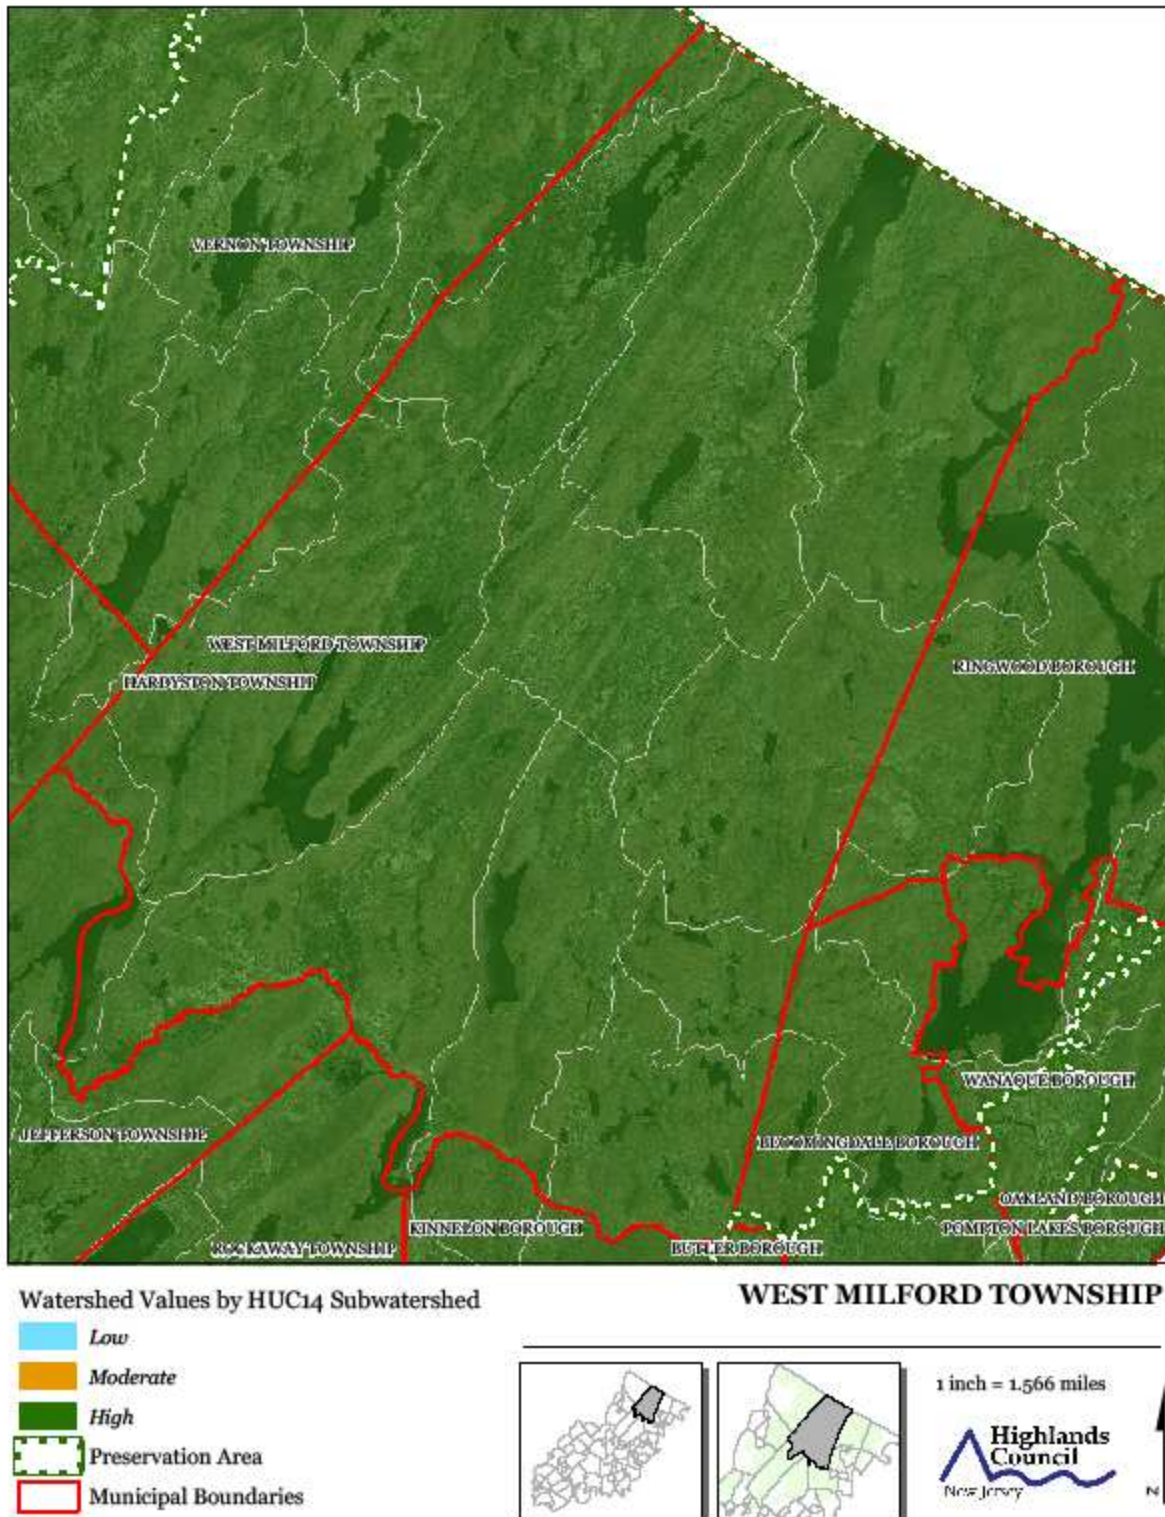 VERNON TOWNSHIP
WEST MILFORD TOWNSHIP
HARDYSTON TOWNSHIP
RINGWOOD BOROUGH
WANAQUE BOROUGH
JEFFERSON TOWNSHIP
BLOOMINGDALE BOROUGH
OAKLAND BOROUGH
KINNELON BOROUGH
POMPTON LAKES BOROUGH
ROCKAWAY TOWNSHIP
BUTLER BOROUGH
Watershed Values by HUC14 Subwatershed
WEST MILFORD TOWNSHIP
Low
Moderate
High
Preservation Area
Municipal Boundaries
1 inch = 1.566 miles
Highlands
Council
New Jersey
N